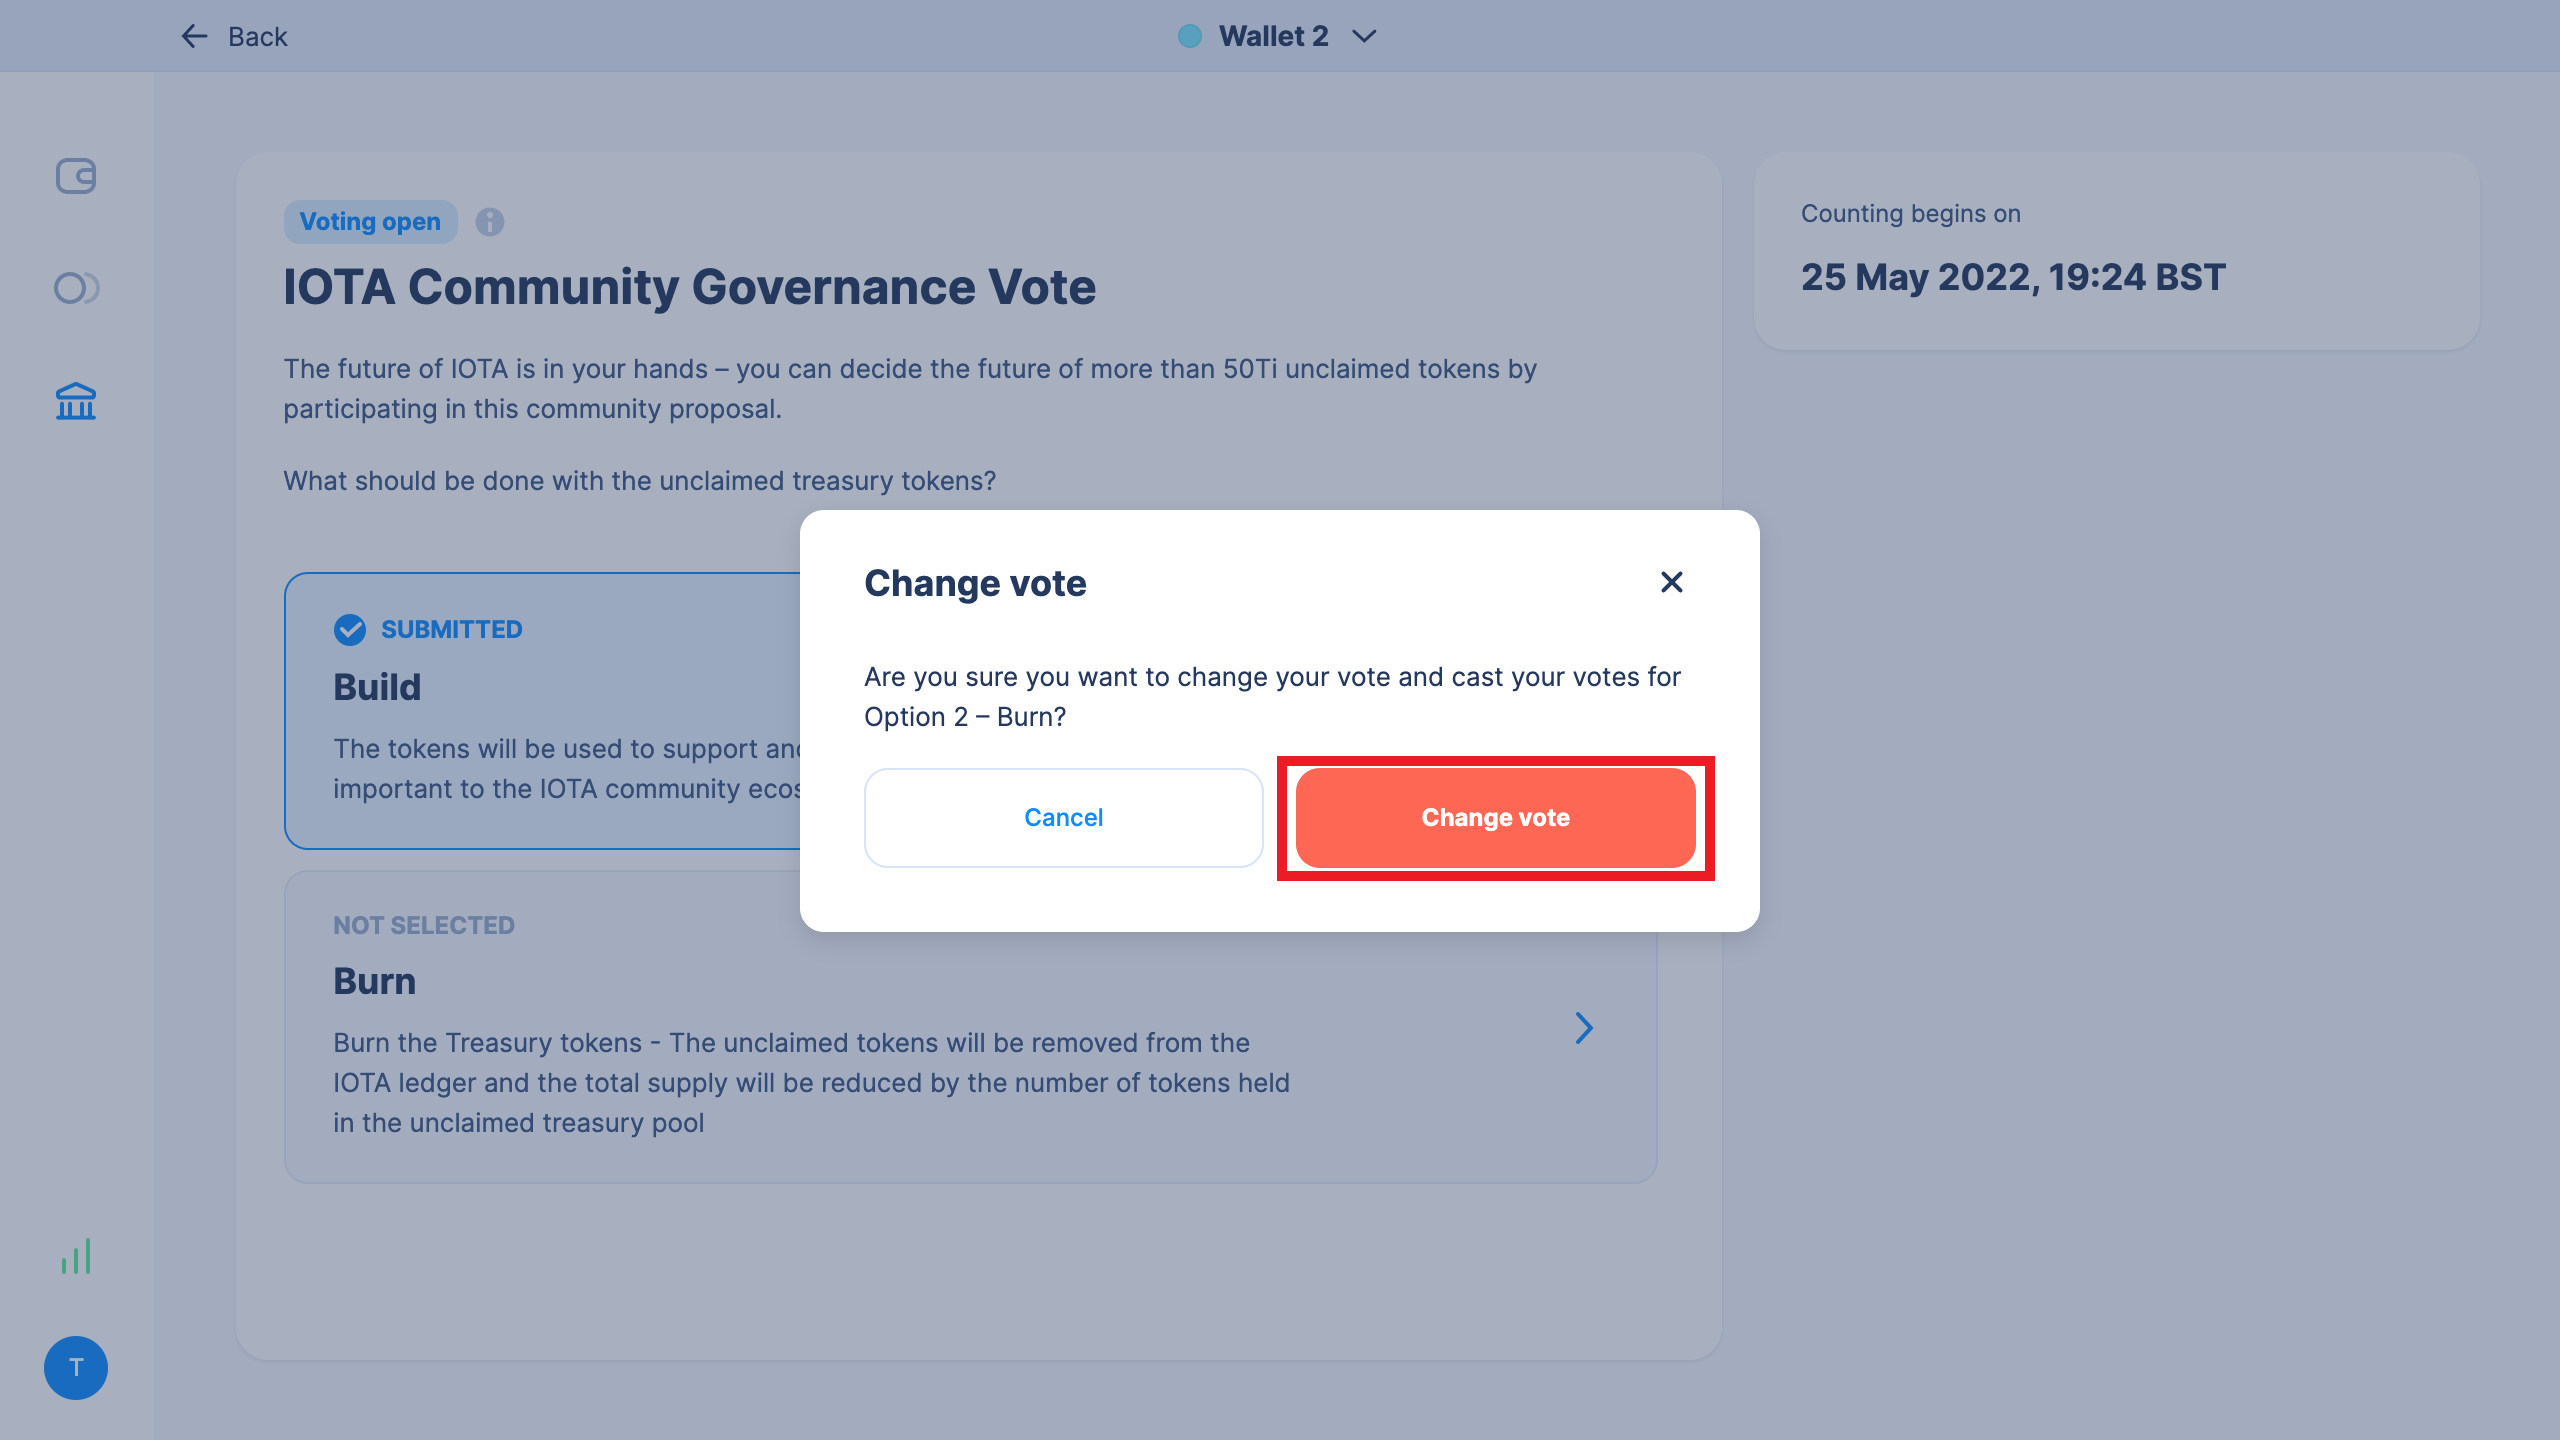 Back
Wallet 2
Voting open
IOTA Community Governance Vote
The future of IOTA is in your hands – you can decide the future of more than 50Ti unclaimed tokens by
participating in this community proposal.
What should be done with the unclaimed treasury tokens?
Counting begins on
25 May 2022, 19:24 BST
SUBMITTED
Build
The tokens will be used to support
important to the IOTA community
Change vote
Are you sure you want to change your vote and cast your votes for
Option 2 – Burn?
Cancel
Change vote
NOT SELECTED
Burn
Burn the Treasury tokens - The unclaimed tokens will be removed from the
IOTA ledger and the total supply will be reduced by the number of tokens held
in the unclaimed treasury pool
T